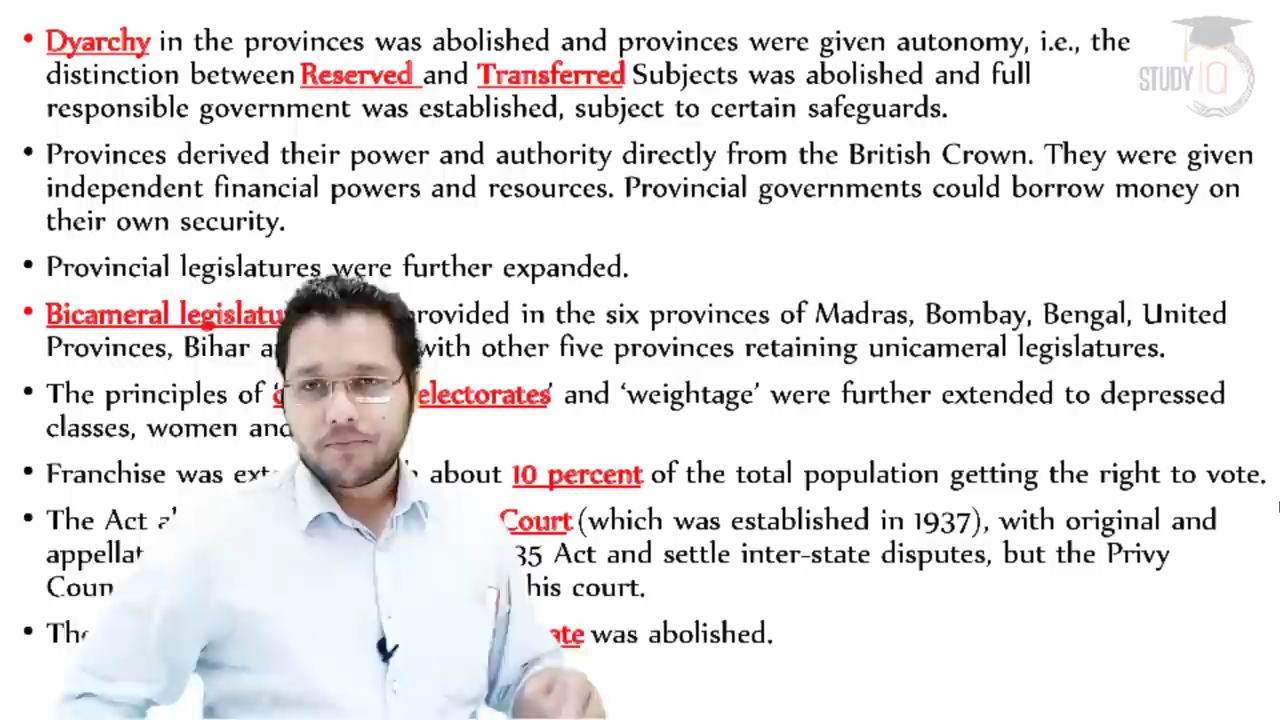 • Dyarchy in the provinces was abolished and provinces were given autonomy, i.e., the
distinction between Reserved and Transferred Subjects was abolished and full
responsible government was established, subject to certain safeguards.
• Provinces derived their power and authority directly from the British Crown. They were given
independent financial powers and resources. Provincial governments could borrow money on
their own security.
• Provincial legislatures were further expanded.
• Bicameral provided in the six provinces of Madras, Bombay, Bengal, United
Provinces, Bihar with other five provinces retaining unicameral legislatures.
• The principles of electorates’ and ‘weightage’ were further extended to depressed
classes, women and
• Franchise was about 10 percent of the total population getting the right to vote.
• The Act Court (which was established in 1937), with original and
35 Act and settle inter-state disputes, but the Privy
his court.
• was abolished.
STUDY IQ